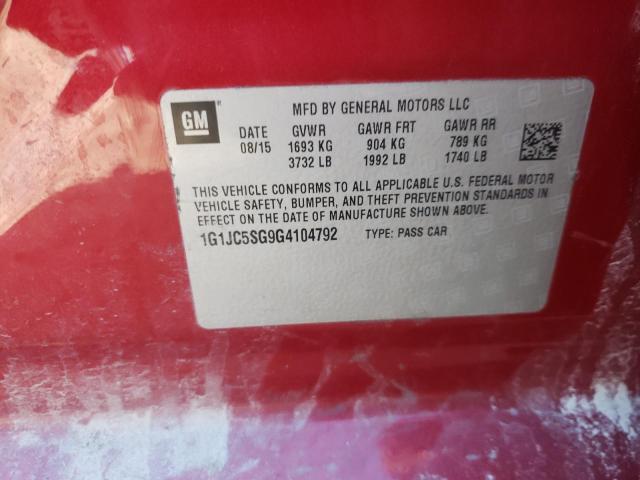 GM ®
MFD BY GENERAL MOTORS LLC
DATE GVWR GAWR FRT GAWR RR
08/15 1693 KG 904 KG 789 KG
3732 LB 1992 LB 1740 LB
THIS VEHICLE CONFORMS TO ALL APPLICABLE U.S. FEDERAL MOTOR
VEHICLE SAFETY, BUMPER, AND THEFT PREVENTION STANDARDS IN
EFFECT ON THE DATE OF MANUFACTURE SHOWN ABOVE.
1G1JC5SG9G4104792 TYPE: PASS CAR